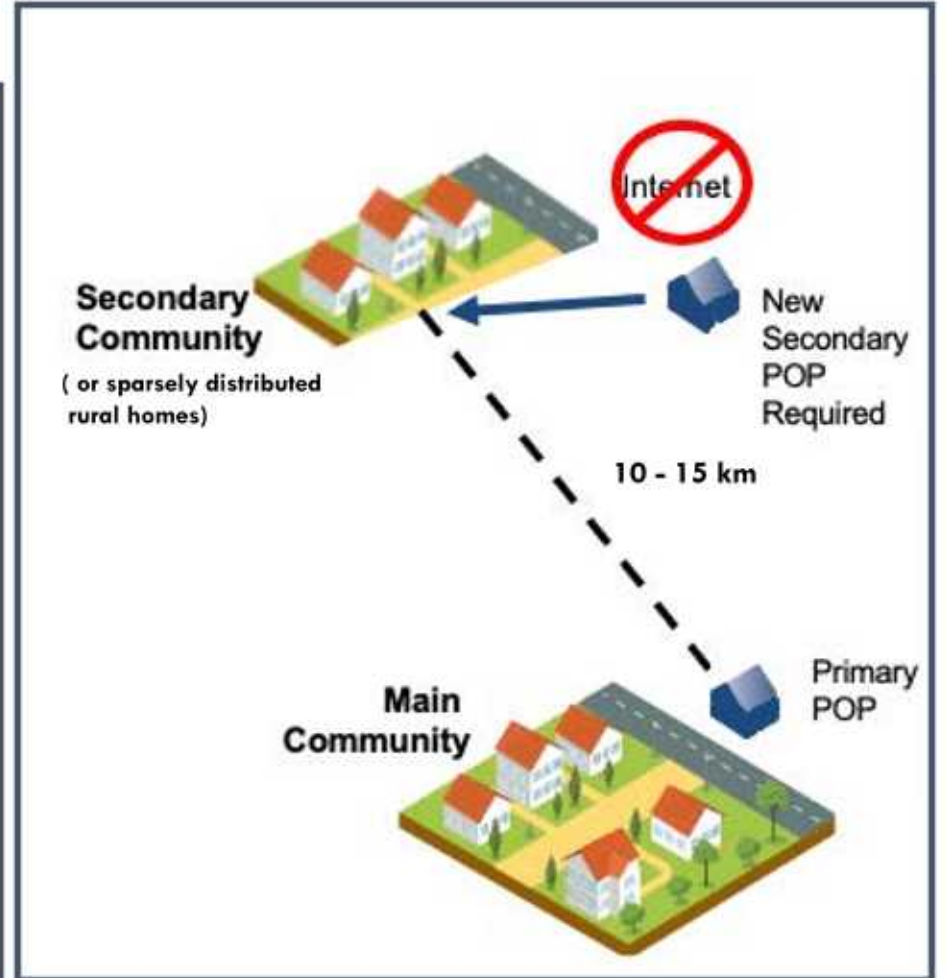 Internet
Secondary
Community
( or sparsely distributed
rural homes)
New
Secondary
POP
Required
10 - 15 km
Primary
POP
Main
Community